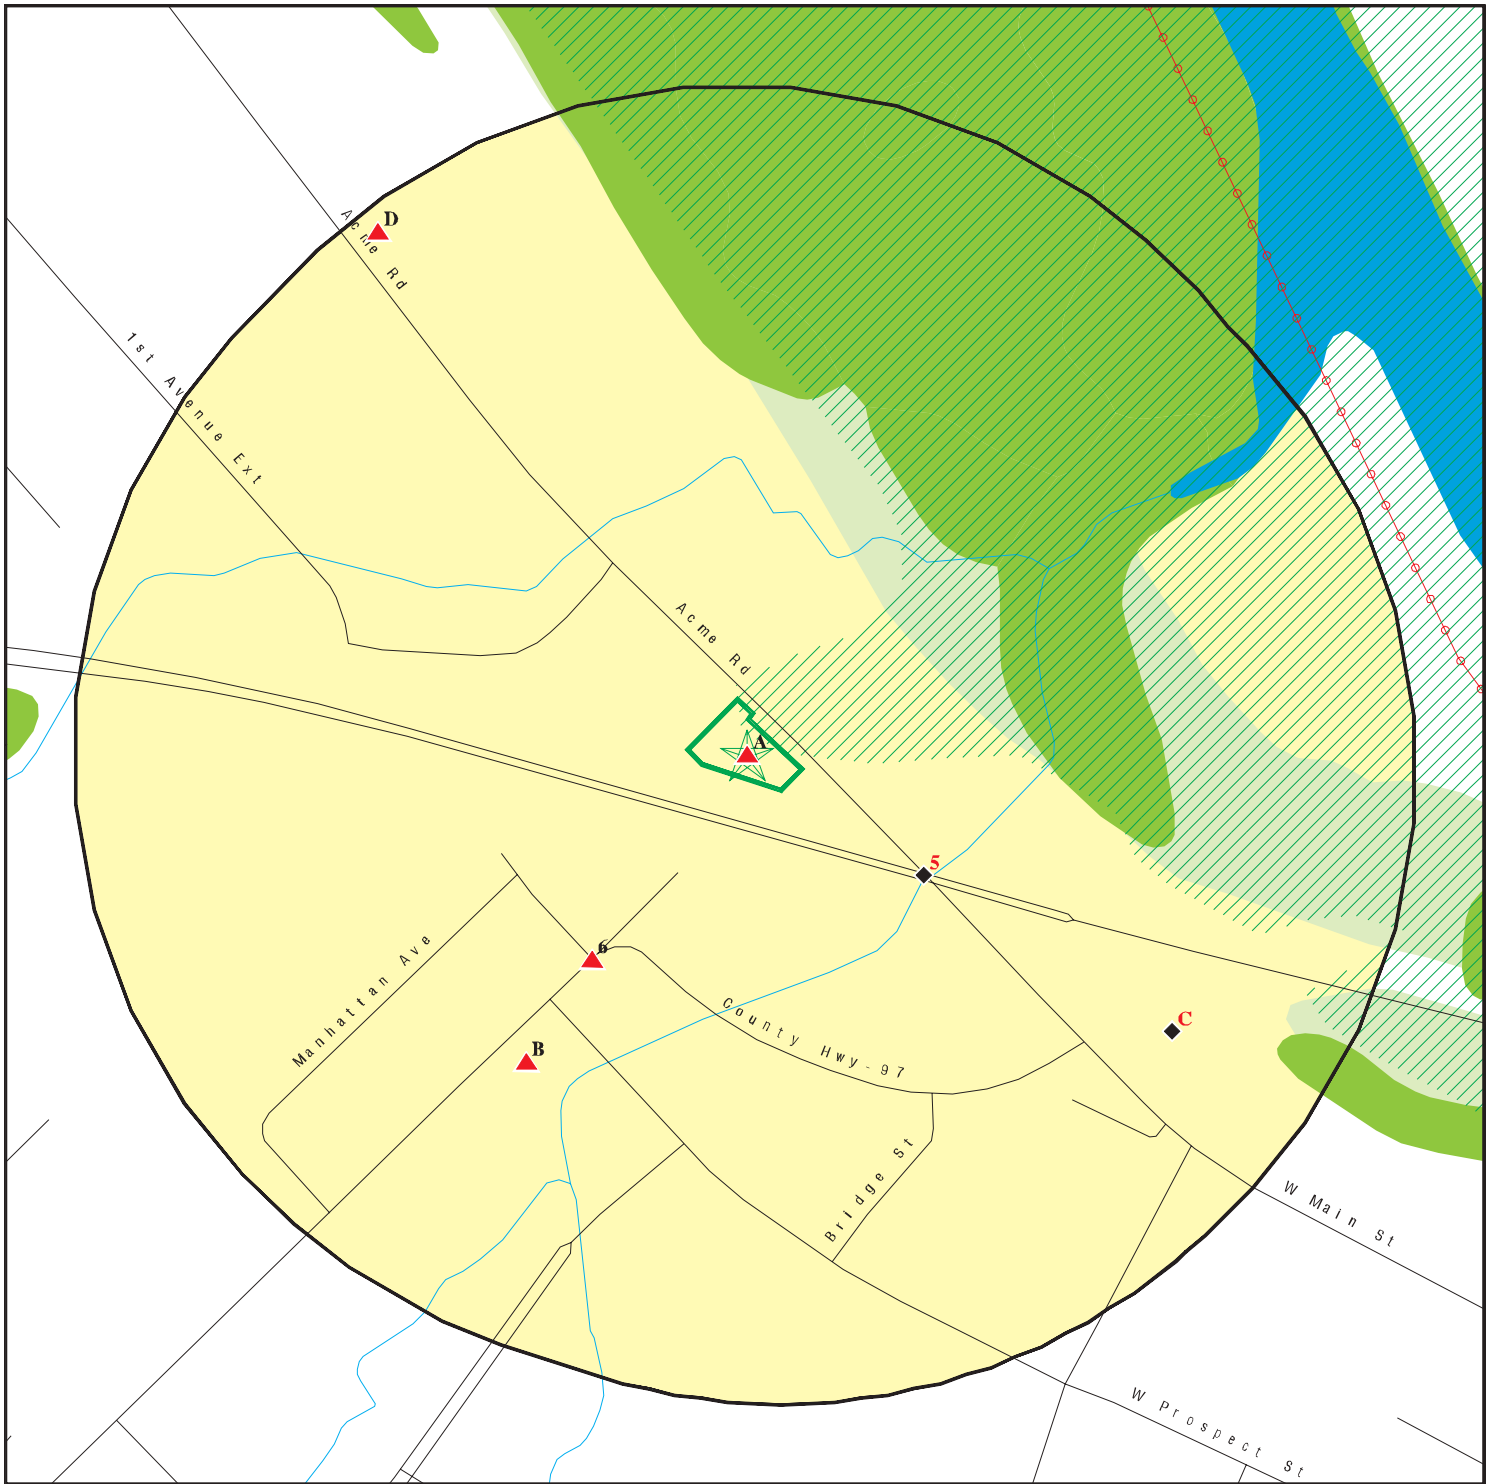 D
Acme Rd
1st Avenue Ext
Acme Rd
A
5
6
Manhattan Ave
County Hwy-97
C
B
Bridge St
W Main St
W Prospect St